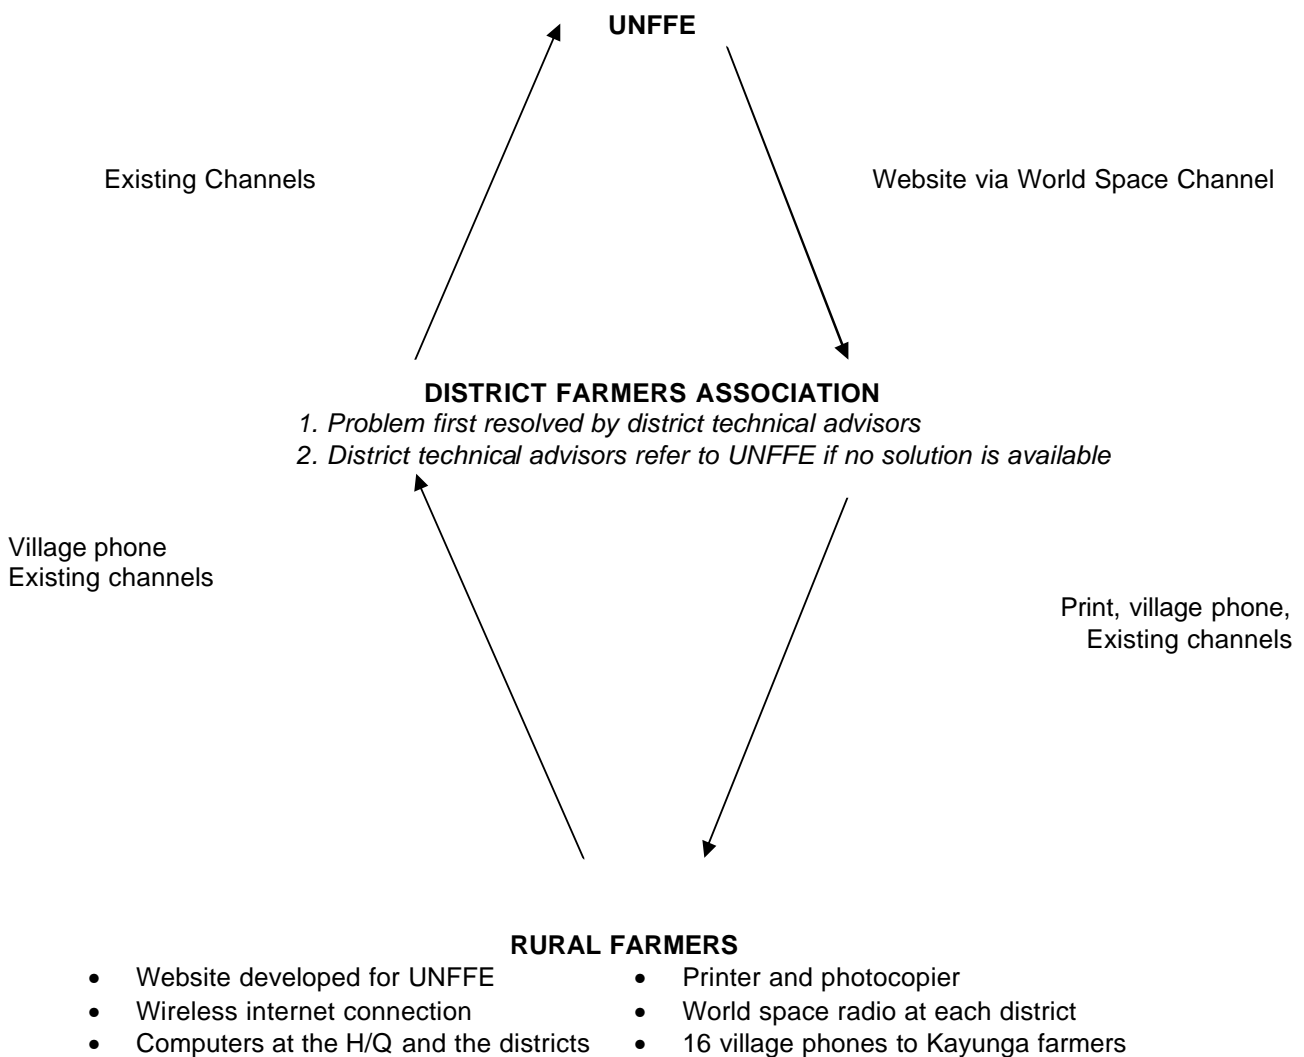 UNFFE
Existing Channels
Website via World Space Channel
DISTRICT FARMERS ASSOCIATION
1. Problem first resolved by district technical advisors
2. District technical advisors refer to UNFFE if no solution is available
Village phone
Existing channels
Print, village phone,
Existing channels
RURAL FARMERS
• Website developed for UNFFE
• Wireless internet connection
• Computers at the H/Q and the districts
• Printer and photocopier
• World space radio at each district
• 16 village phones to Kayunga farmers